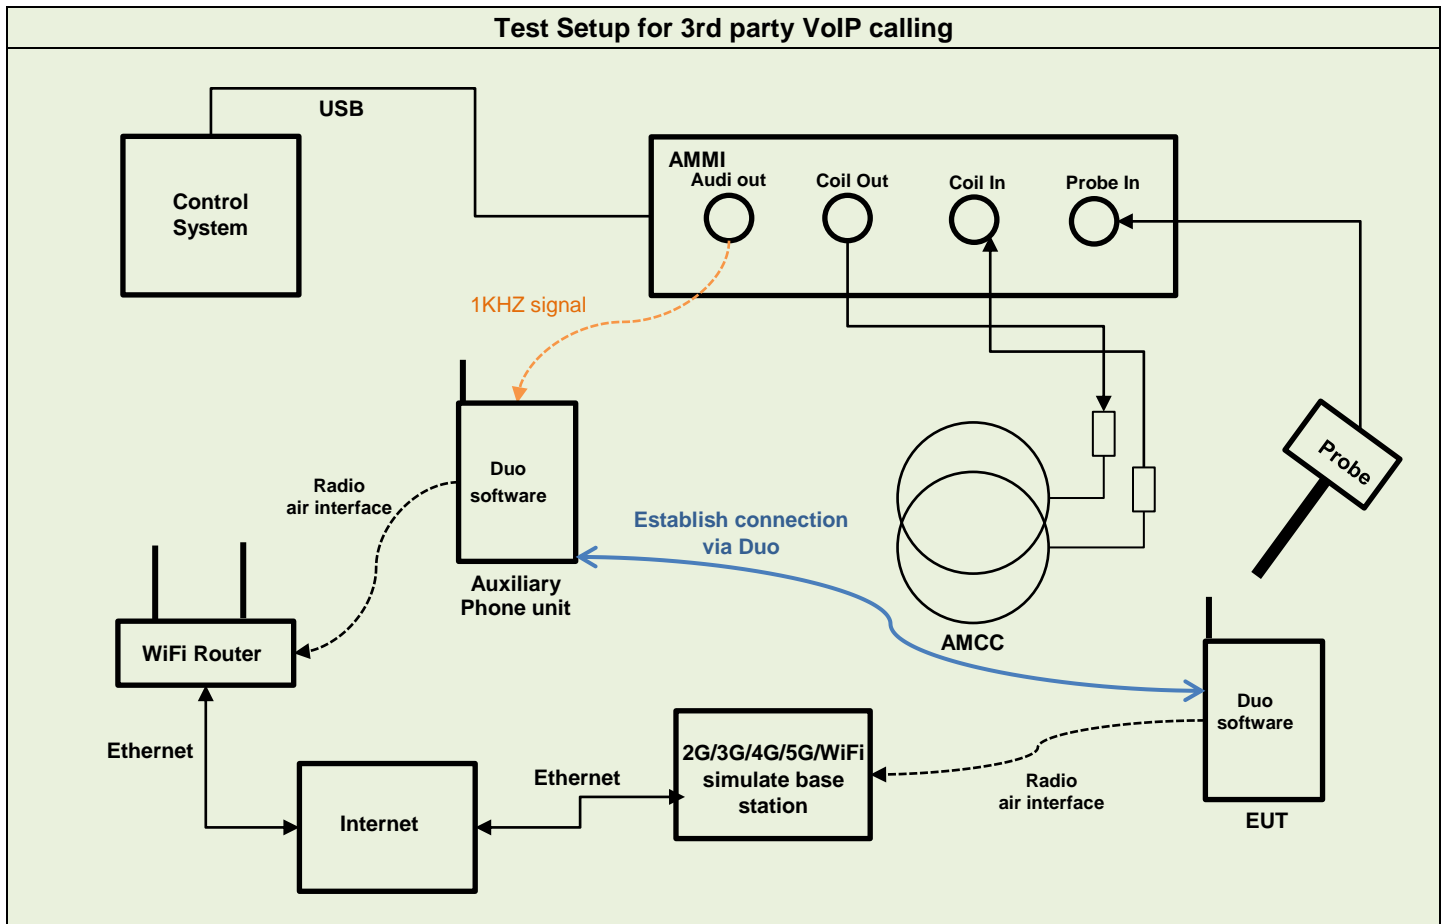 Test Setup for 3rd party VoIP calling
USB
Control
System
AMMI
Audi out
Coil Out
Coil In
Probe In
1KHZ signal
Probe
Duo
software
Radio
air interface
Establish connection
via Duo
Auxiliary
Phone unit
AMCC
WiFi Router
Duo
software
Ethernet
2G/3G/4G/5G/WiFi
simulate base
station
Ethernet
Radio
air interface
Internet
EUT